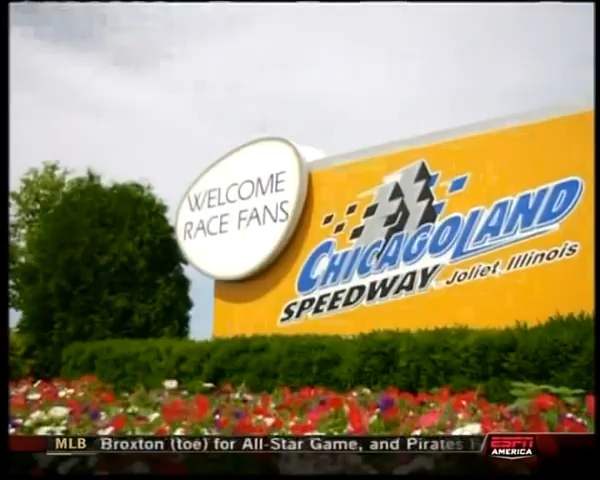 WELCOME
RACE FANS
CHICAGOLAND
SPEEDWAY Joliet, Illinois
MLB Broxton (toe) for All-Star Game, and Pirates
ESPN
AMERICA